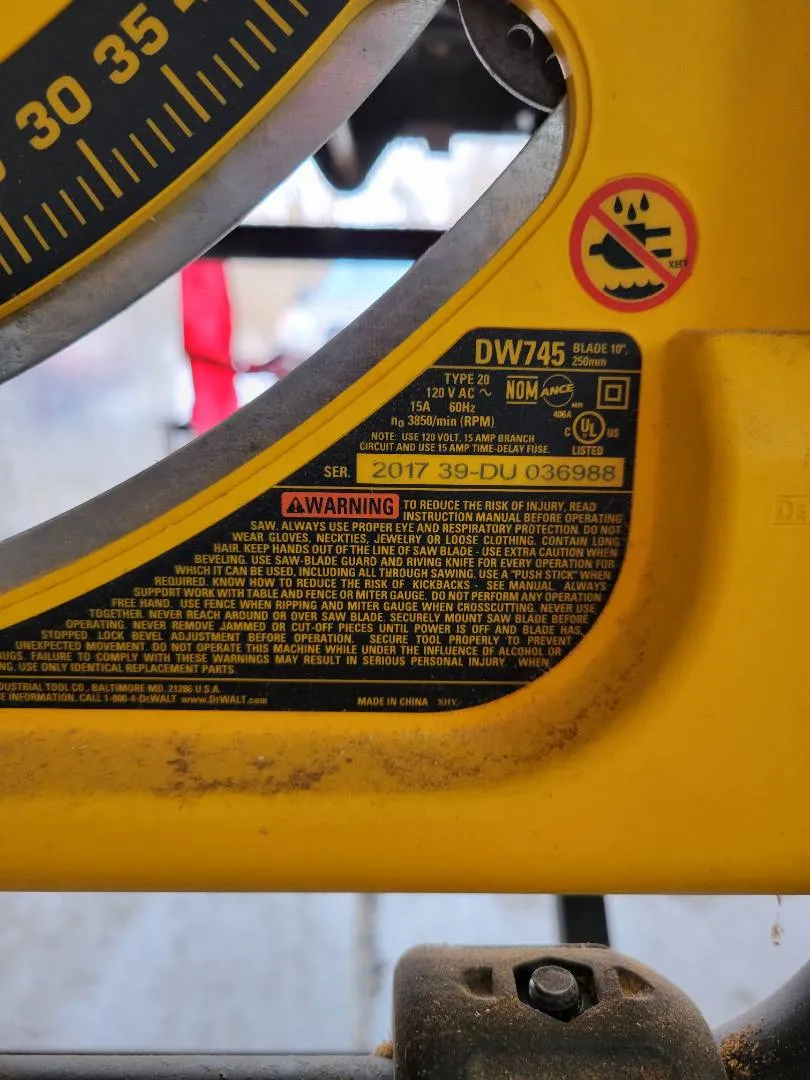 35
30
XHY
DW745 BLADE 10",
250mm
TYPE 20
120 V AC ~
15A 60Hz
n0 3850/min (RPM)
NOM ANCE
406A
C UL US
LISTED
NOTE: USE 120 VOLT, 15 AMP BRANCH
CIRCUIT AND USE 15 AMP TIME-DELAY FUSE.
SER. 2017 39-DU 036988
WARNING TO REDUCE THE RISK OF INJURY, READ
INSTRUCTION MANUAL BEFORE OPERATING
SAW. ALWAYS USE PROPER EYE AND RESPIRATORY PROTECTION. DO NOT
WEAR GLOVES, NECKTIES, JEWELRY OR LOOSE CLOTHING. CONTAIN LONG
HAIR. KEEP HANDS OUT OF THE LINE OF SAW BLADE - USE EXTRA CAUTION WHEN
BEVELING. USE SAW-BLADE GUARD AND RIVING KNIFE FOR EVERY OPERATION FOR
WHICH IT CAN BE USED, INCLUDING ALL THROUGH SAWING. USE A "PUSH STICK" WHEN
REQUIRED. KNOW HOW TO REDUCE THE RISK OF KICKBACKS - SEE MANUAL. ALWAYS
SUPPORT WORK WITH TABLE AND FENCE OR MITER GAUGE. DO NOT PERFORM ANY OPERATION
FREE HAND. USE FENCE WHEN RIPPING AND MITER GAUGE WHEN CROSSCUTTING. NEVER USE
TOGETHER. NEVER REACH AROUND OR OVER SAW BLADE. SECURELY MOUNT SAW BLADE BEFORE
OPERATING. NEVER REMOVE JAMMED OR CUT-OFF PIECES UNTIL POWER IS OFF AND BLADE HAS
STOPPED. LOCK BEVEL ADJUSTMENT BEFORE OPERATION. SECURE TOOL PROPERLY TO PREVENT
UNEXPECTED MOVEMENT. DO NOT OPERATE THIS MACHINE WHILE UNDER THE INFLUENCE OF ALCOHOL OR
UGS. FAILURE TO COMPLY WITH THESE WARNINGS MAY RESULT IN SERIOUS PERSONAL INJURY. WHEN
NG, USE ONLY IDENTICAL REPLACEMENT PARTS.
DUSTRIAL TOOL CO., BALTIMORE MD. 21286 U.S.A.
E INFORMATION, CALL 1-800-4-DEWALT www.DEWALT.com
MADE IN CHINA XHY